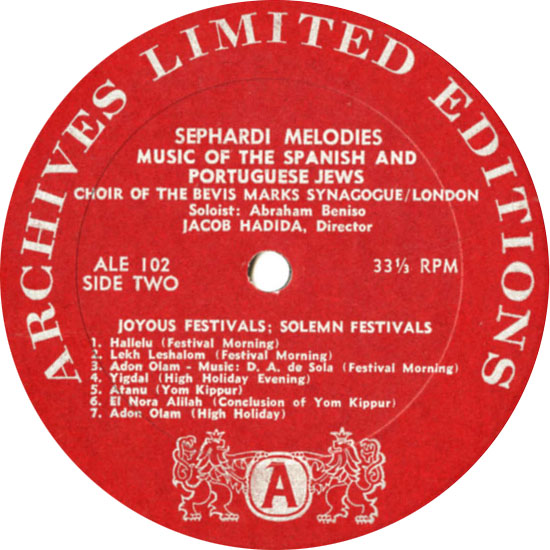 ARCHIVES LIMITED EDITIONS
SEPHARDI MELODIES
MUSIC OF THE SPANISH AND
PORTUGUESE JEWS
CHOIR OF THE BEVIS MARKS SYNAGOGUE/LONDON
Soloist: Abraham Beniso
JACOB HADIDA, Director
ALE 102
SIDE TWO
33⅓ RPM
JOYOUS FESTIVALS; SOLEMN FESTIVALS
1. Hallelu (Festival Morning)
2. Lekh Leshalom (Festival Morning)
3. Adon Olam - Music: D. A. de Sola (Festival Morning)
4. Yigdal (High Holiday Evening)
5. Atanu (Yom Kippur)
6. El Nora Alilah (Conclusion of Yom Kippur)
7. Adon Olam (High Holiday)
A